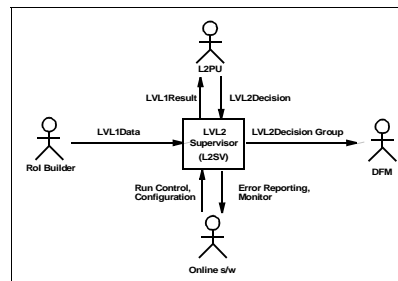 L2PU
LVL1Result
LVL2Decision
LVL1Data
LVL2
Supervisor
(L2SV)
LVL2Decision Group
RoI Builder
DFM
Run Control,
Configuration
Error Reporting,
Monitor
Online s/w